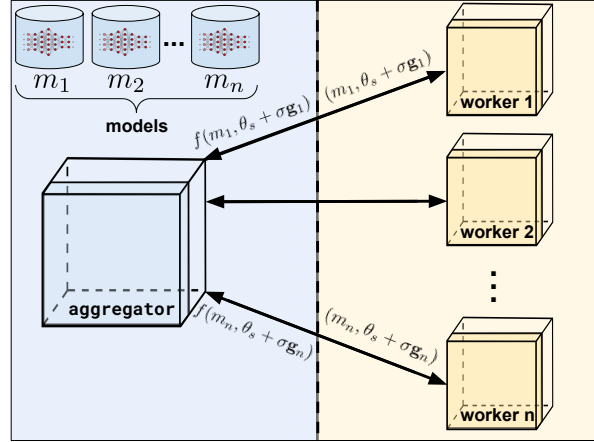 m₁ m₂ ... mₙ
models
f(m₁, θₛ + σg₁) (m₁, θₛ + σg₁)
worker 1
worker 2
aggregator
f(mₙ, θₛ + σgₙ) (mₙ, θₛ + σgₙ)
worker n